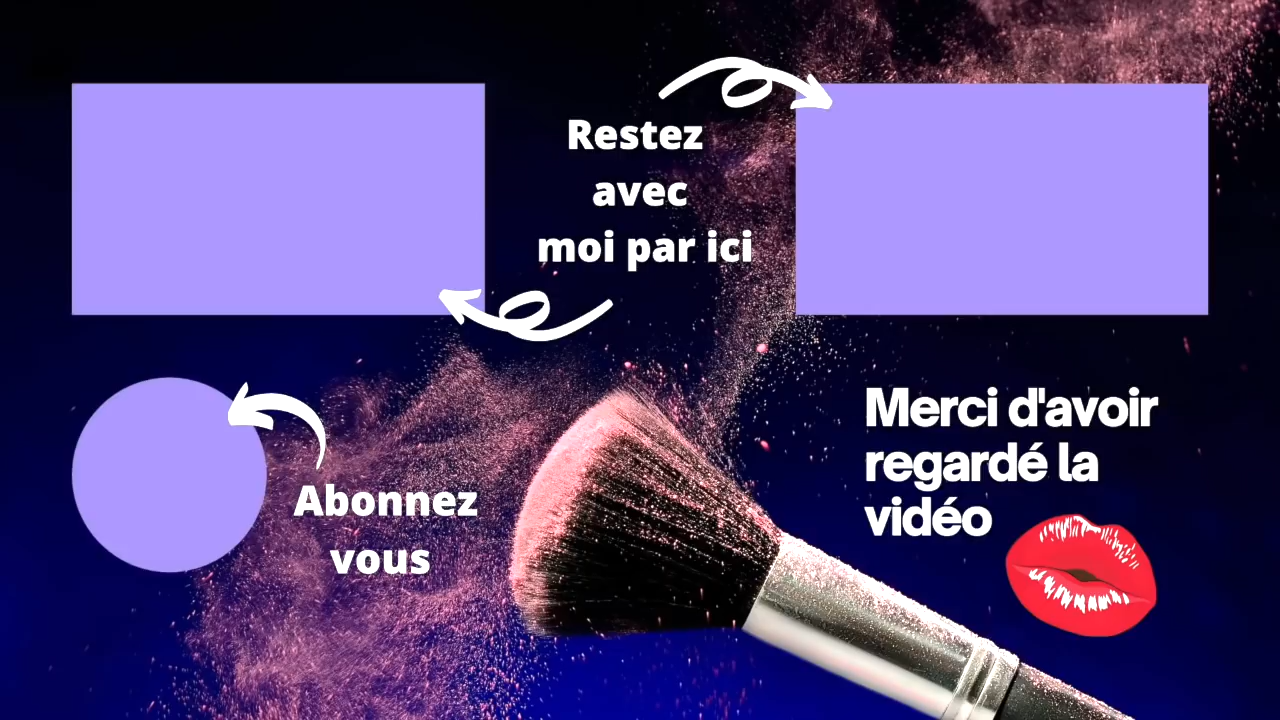 Restez
avec
moi par ici
Merci d'avoir
regardé la
vidéo
Abonnez
vous